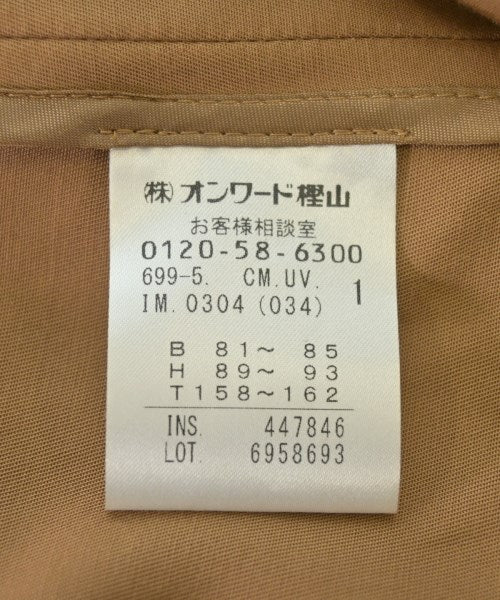 ㈱オンワード樫山
お客様相談室
0120-58-6300
699-5. CM.UV.
IM.0304(034) 1
B 81～ 85
H 89～ 93
T158～162
INS. 447846
LOT. 6958693